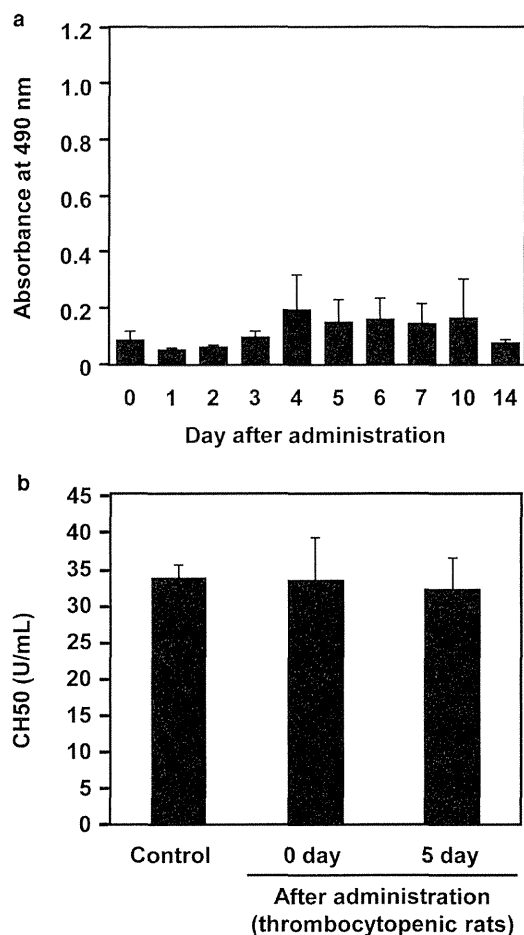 a
Absorbance at 490 nm
1.2
1.0
0.8
0.6
0.4
0.2
0
0 1 2 3 4 5 6 7 10 14
Day after administration
b
CH50 (U/mL)
45
40
35
30
25
20
15
10
5
0
Control 0 day 5 day
After administration
(thrombocytopenic rats)